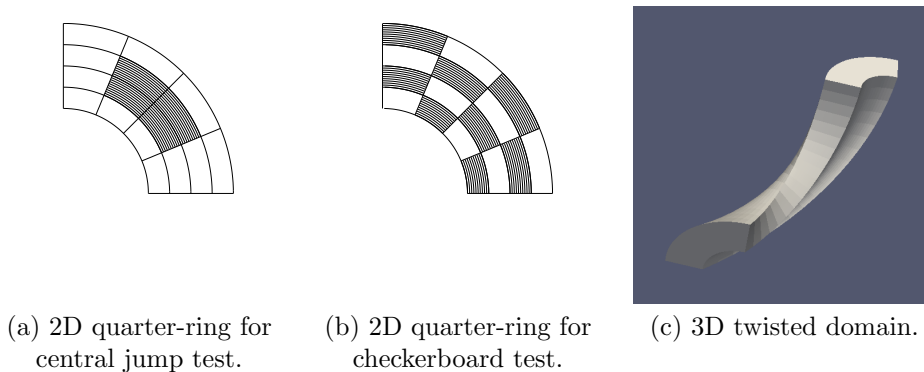 (a) 2D quarter-ring for
central jump test.
(b) 2D quarter-ring for
checkerboard test.
(c) 3D twisted domain.